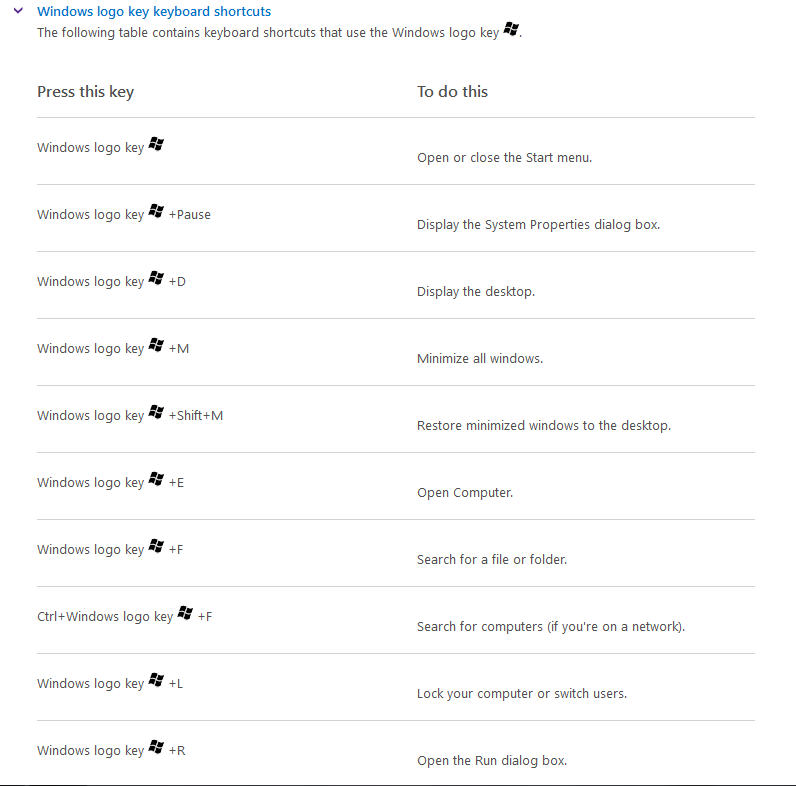 Windows logo key keyboard shortcuts
The following table contains keyboard shortcuts that use the Windows logo key .
Press this key To do this
Windows logo key
Open or close the Start menu.
Windows logo key +Pause
Display the System Properties dialog box.
Windows logo key +D
Display the desktop.
Windows logo key +M
Minimize all windows.
Windows logo key +Shift+M
Restore minimized windows to the desktop.
Windows logo key +E
Open Computer.
Windows logo key +F
Search for a file or folder.
Ctrl+Windows logo key +F
Search for computers (if you're on a network).
Windows logo key +L
Lock your computer or switch users.
Windows logo key +R
Open the Run dialog box.